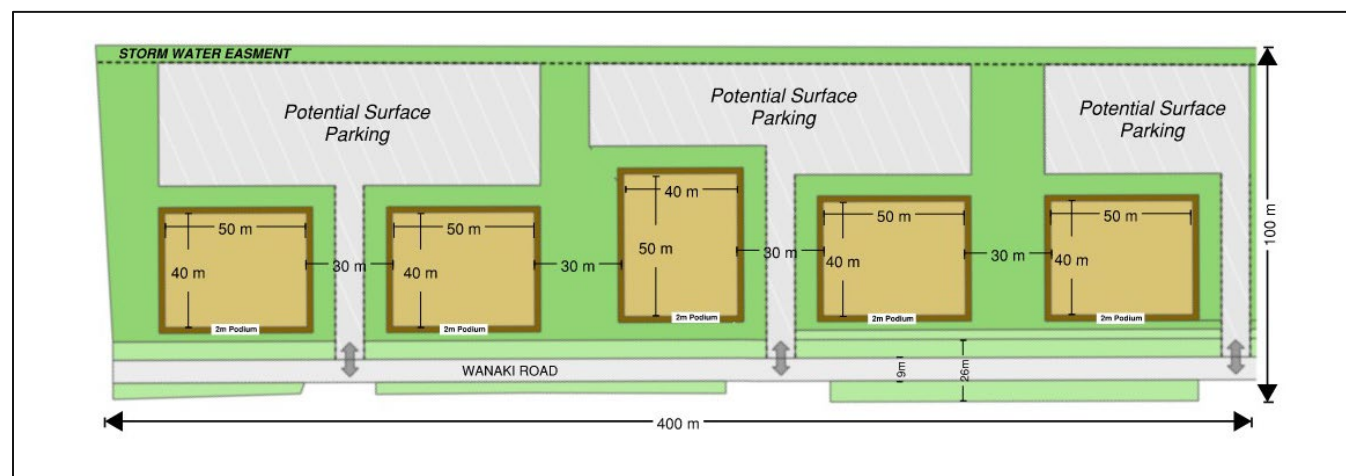 STORM WATER EASMENT
Potential Surface
Parking
Potential Surface
Parking
Potential Surface
Parking
50 m
40 m
2m Podium
30 m
50 m
40 m
2m Podium
30 m
40 m
50 m
2m Podium
30 m
50 m
40 m
2m Podium
30 m
50 m
40 m
2m Podium
100 m
WANAKI ROAD
9m
26m
400 m